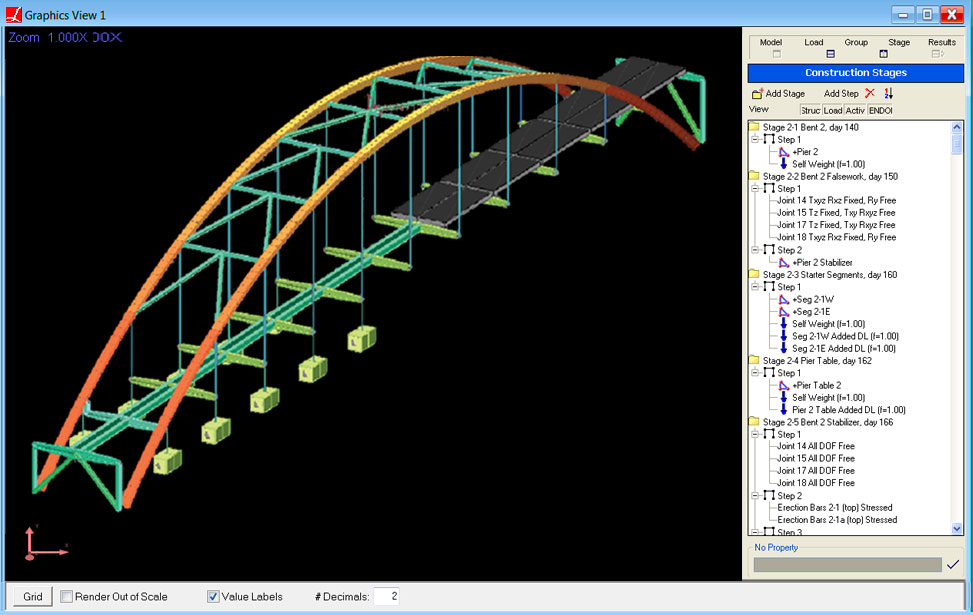 Graphics View 1
Zoom 1.000X
Model Load Group Stage Results
Construction Stages
Add Stage Add Step
View Struc Load Activ ENDOI
Stage 2-1 Bent 2, day 140
Step 1
+Pier 2
Self Weight (f=1.00)
Stage 2-2 Bent 2 Falsework, day 150
Step 1
Joint 14 Txyz Rxz Fixed, Ry Free
Joint 15 Tz Fixed, Txy Rxyz Free
Joint 17 Tz Fixed, Txy Rxyz Free
Joint 18 Txyz Rxz Fixed, Ry Free
Step 2
+Pier 2 Stabilizer
Stage 2-3 Starter Segments, day 160
Step 1
+Seg 2-1W
+Seg 2-1E
Self Weight (f=1.00)
Seg 2-1W Added DL (f=1.00)
Seg 2-1E Added DL (f=1.00)
Stage 2-4 Pier Table, day 162
Step 1
+Pier Table 2
Self Weight (f=1.00)
Pier 2 Table Added DL (f=1.00)
Stage 2-5 Bent 2 Stabilizer, day 166
Step 1
Joint 14 All DOF Free
Joint 15 All DOF Free
Joint 17 All DOF Free
Joint 18 All DOF Free
Step 2
Erection Bars 2-1 (top) Stressed
Erection Bars 2-1a (top) Stressed
Step 3
No Property
Grid Render Out of Scale Value Labels # Decimals: 2